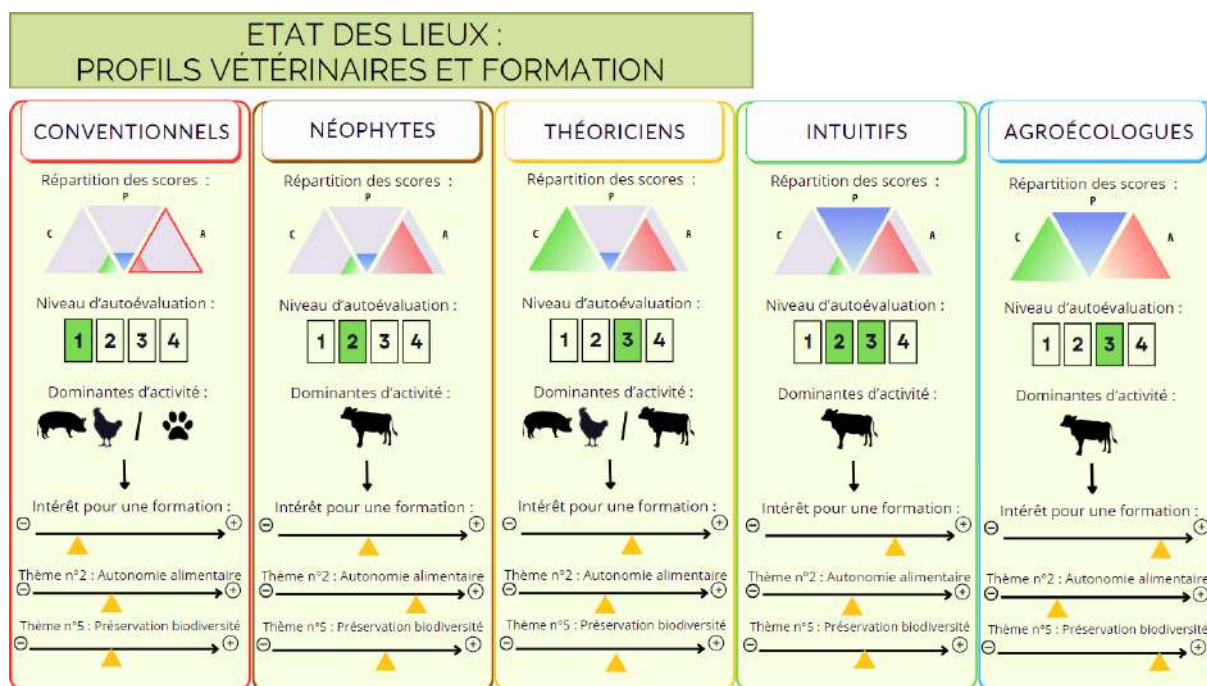 ETAT DES LIEUX :
PROFILS VÉTÉRINAIRES ET FORMATION
CONVENTIONNELS
Répartition des scores :
P
C
A
Niveau d'autoévaluation :
1 2 3 4
Dominantes d'activité :
/
Intérêt pour une formation :
Thème n°2 : Autonomie alimentaire
Thème n°5 : Préservation biodiversité
NÉOPHYTES
Répartition des scores :
P
C
A
Niveau d'autoévaluation :
1 2 3 4
Dominantes d'activité :
Intérêt pour une formation :
Thème n°2 : Autonomie alimentaire
Thème n°5 : Préservation biodiversité
THÉORICIENS
Répartition des scores :
P
C
A
Niveau d'autoévaluation :
1 2 3 4
Dominantes d'activité :
/
Intérêt pour une formation :
Thème n°2 : Autonomie alimentaire
Thème n°5 : Préservation biodiversité
INTUITIFS
Répartition des scores :
P
C
A
Niveau d'autoévaluation :
1 2 3 4
Dominantes d'activité :
Intérêt pour une formation :
Thème n°2 : Autonomie alimentaire
Thème n°5 : Préservation biodiversité
AGROÉCOLOGUES
Répartition des scores :
P
C
A
Niveau d'autoévaluation :
1 2 3 4
Dominantes d'activité :
Intérêt pour une formation :
Thème n°2 : Autonomie alimentaire
Thème n°5 : Préservation biodiversité